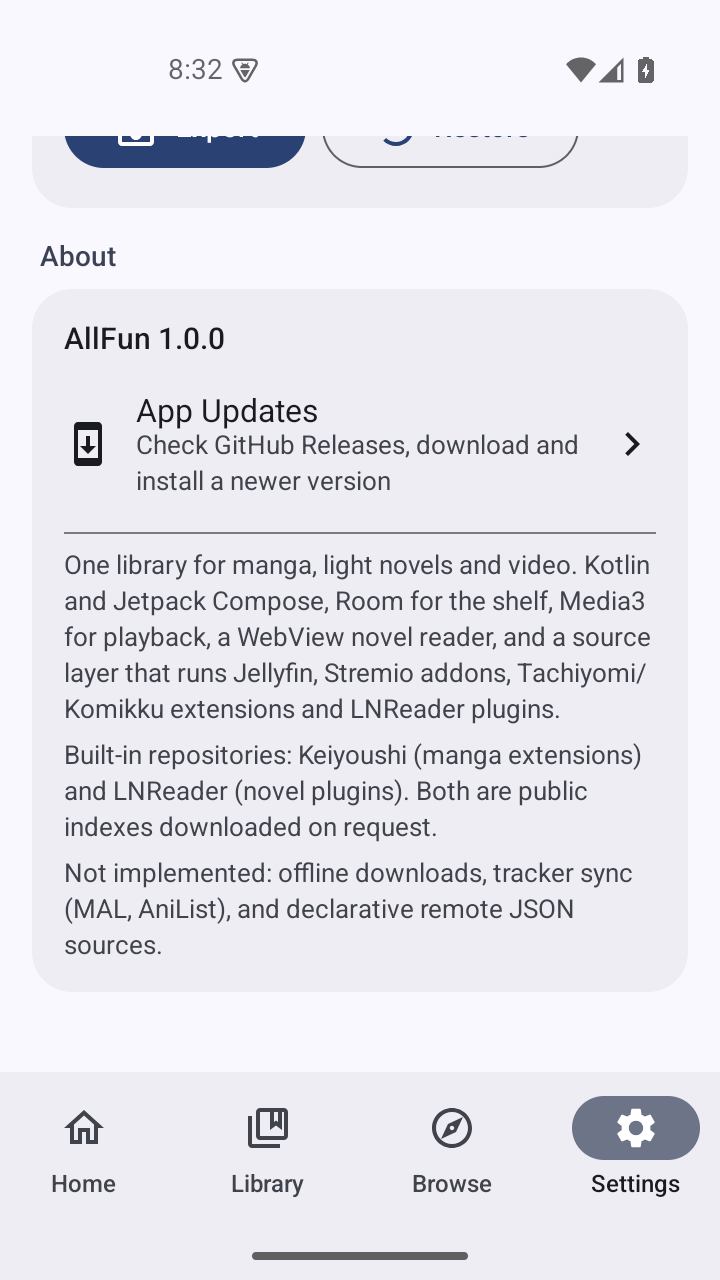 8:32
Export Restore
About
AllFun 1.0.0
App Updates
Check GitHub Releases, download and
install a newer version
One library for manga, light novels and video. Kotlin
and Jetpack Compose, Room for the shelf, Media3
for playback, a WebView novel reader, and a source
layer that runs Jellyfin, Stremio addons, Tachiyomi/
Komikku extensions and LNReader plugins.
Built-in repositories: Keiyoushi (manga extensions)
and LNReader (novel plugins). Both are public
indexes downloaded on request.
Not implemented: offline downloads, tracker sync
(MAL, AniList), and declarative remote JSON
sources.
Home Library Browse Settings